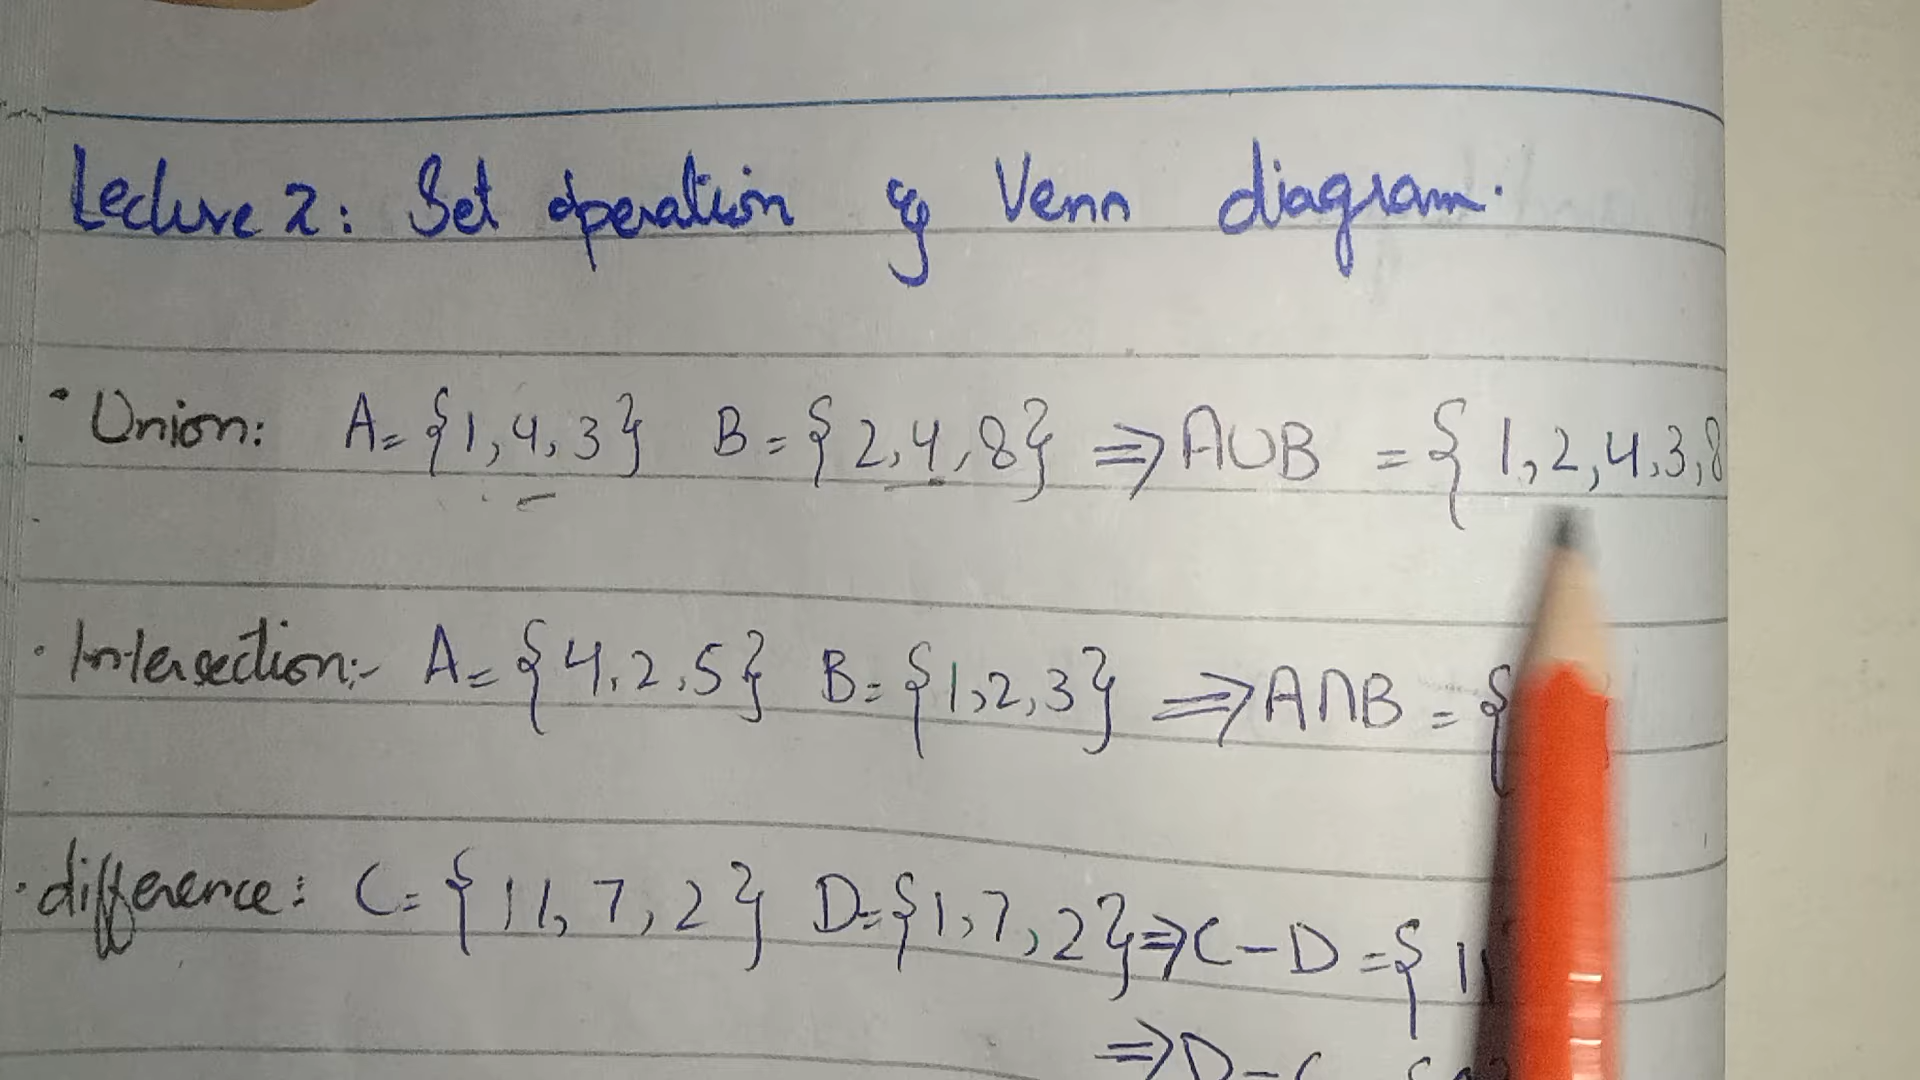 Lecture 2: Set operation & Venn diagram.
· Union: A = {1, 4, 3} B = {2, 4, 8} ⇒ A∪B = {1, 2, 4, 3, 8
· Intersection:- A = {4, 2, 5} B = {1, 2, 3} ⇒ A∩B = {
· difference: C = {11, 7, 2} D = {1, 7, 2} ⇒ C - D = {11
⇒ D - C